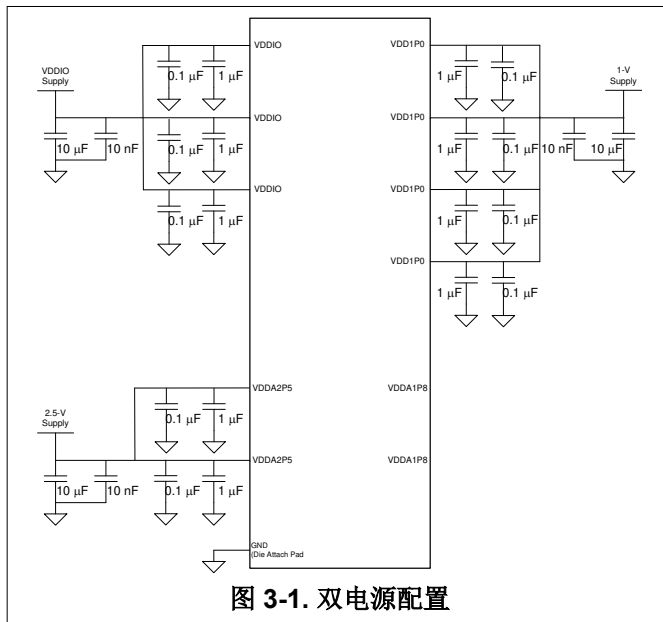 VDDIO
Supply
10 μF
10 nF
0.1 μF
1 μF
0.1 μF
1 μF
0.1 μF
1 μF
VDDIO
VDDIO
VDDIO
VDD1P0
VDD1P0
VDD1P0
VDD1P0
1 μF
0.1 μF
1 μF
0.1 μF
1 μF
0.1 μF
1 μF
0.1 μF
1-V
Supply
10 nF
10 μF
2.5-V
Supply
10 μF
10 nF
0.1 μF
1 μF
0.1 μF
1 μF
VDDA2P5
VDDA2P5
VDDA1P8
VDDA1P8
GND
(Die Attach Pad
图 3-1. 双电源配置